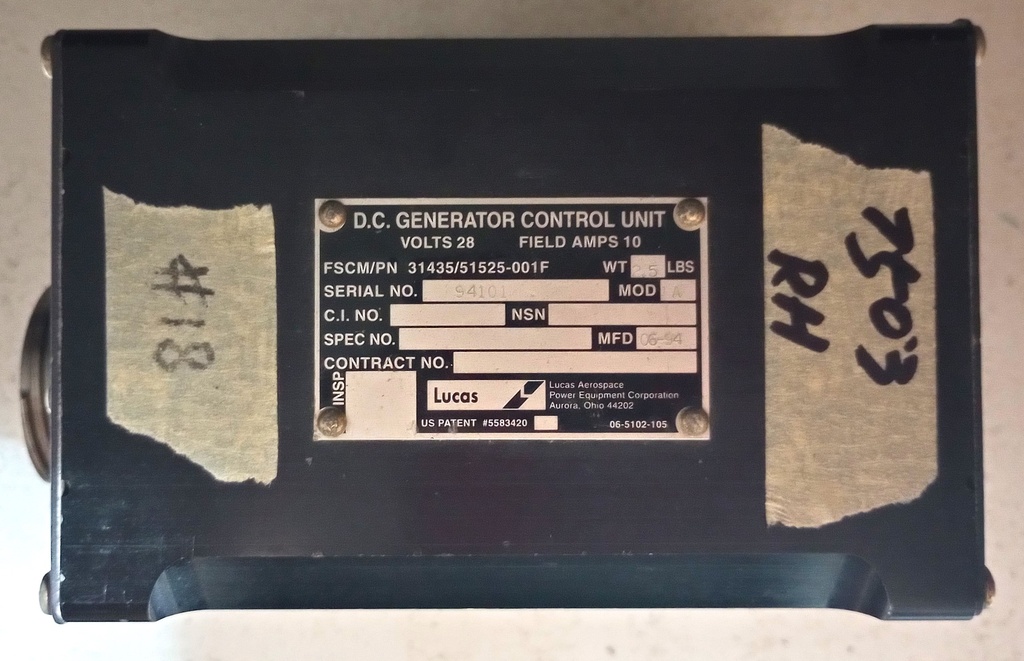 D.C. GENERATOR CONTROL UNIT
VOLTS 28 FIELD AMPS 10
FSCM/PN 31435/51525-001F WT 2.5 LBS
SERIAL NO. 94101 MOD A
C.I. NO. NSN
SPEC NO. MFD 06-94
CONTRACT NO.
INSP
Lucas
Lucas Aerospace
Power Equipment Corporation
Aurora, Ohio 44202
US PATENT #5583420 06-5102-105
#18
7503
RH